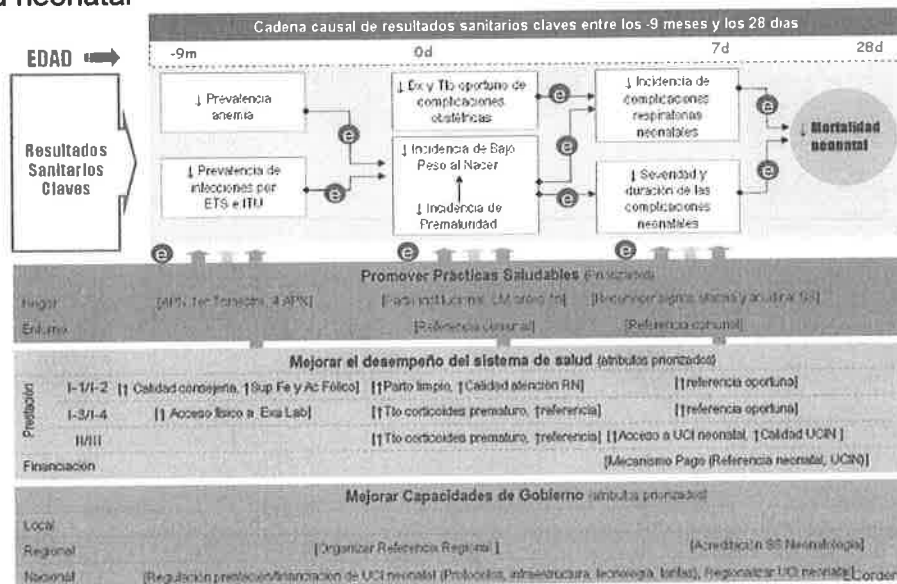 neonatal
Cadena causal de resultados sanitarios claves entre los -9 meses y los 28 días
EDAD
-9m 0d 7d 28d
Resultados
Sanitarios
Claves
↓ Prevalencia
anemia
↓ Prevalencia de
infecciones por
ETS e ITU
↓ Dx y Tto oportuno de
complicaciones
obstétricas
↓ Incidencia de Bajo
Peso al Nacer
↓ Incidencia de
Prematuridad
↓ Incidencia de
complicaciones
respiratorias
neonatales
↓ Severidad y
duración de las
complicaciones
neonatales
↓ Mortalidad
neonatal
e e e e e e
e e e
Promover Prácticas Saludables (Priorizados)
Hogar [APN 1er Trimestre, 4 APN] [Parto institucional, LM [Reconocer signos alarma y acudir al SS]
Entorno [Referencia comunal] [Referencia comunal]
Mejorar el desempeño del sistema de salud (atributos priorizados)
Prestación
I-1/I-2 [↑ Calidad consejería, ↑Sup Fe y Ac Fólico] [↑Parto limpio, ↑Calidad atención RN] [↑referencia oportuna]
I-3/I-4 [↑ Acceso físico a Exa Lab] [↑Tto corticoides prematuro, ↑referencia] [↑referencia oportuna]
II/III [↑Tto corticoides prematuro, ↑referencia] [↑Acceso a UCI neonatal, ↑Calidad UCIN ]
Financiación [Mecanismo Pago (Referencia neonatal, UCIN)]
Mejorar Capacidades de Gobierno (atributos priorizados)
Local
Regional [Organizar Referencia Regional ] [Acreditación SS Neonatología]
Nacional [Regulación prestación/financiación de UCI neonatal (Protocolos, infraestructura, tecnología, tarifas), Regionalizar UCI neonatal] Lcorder